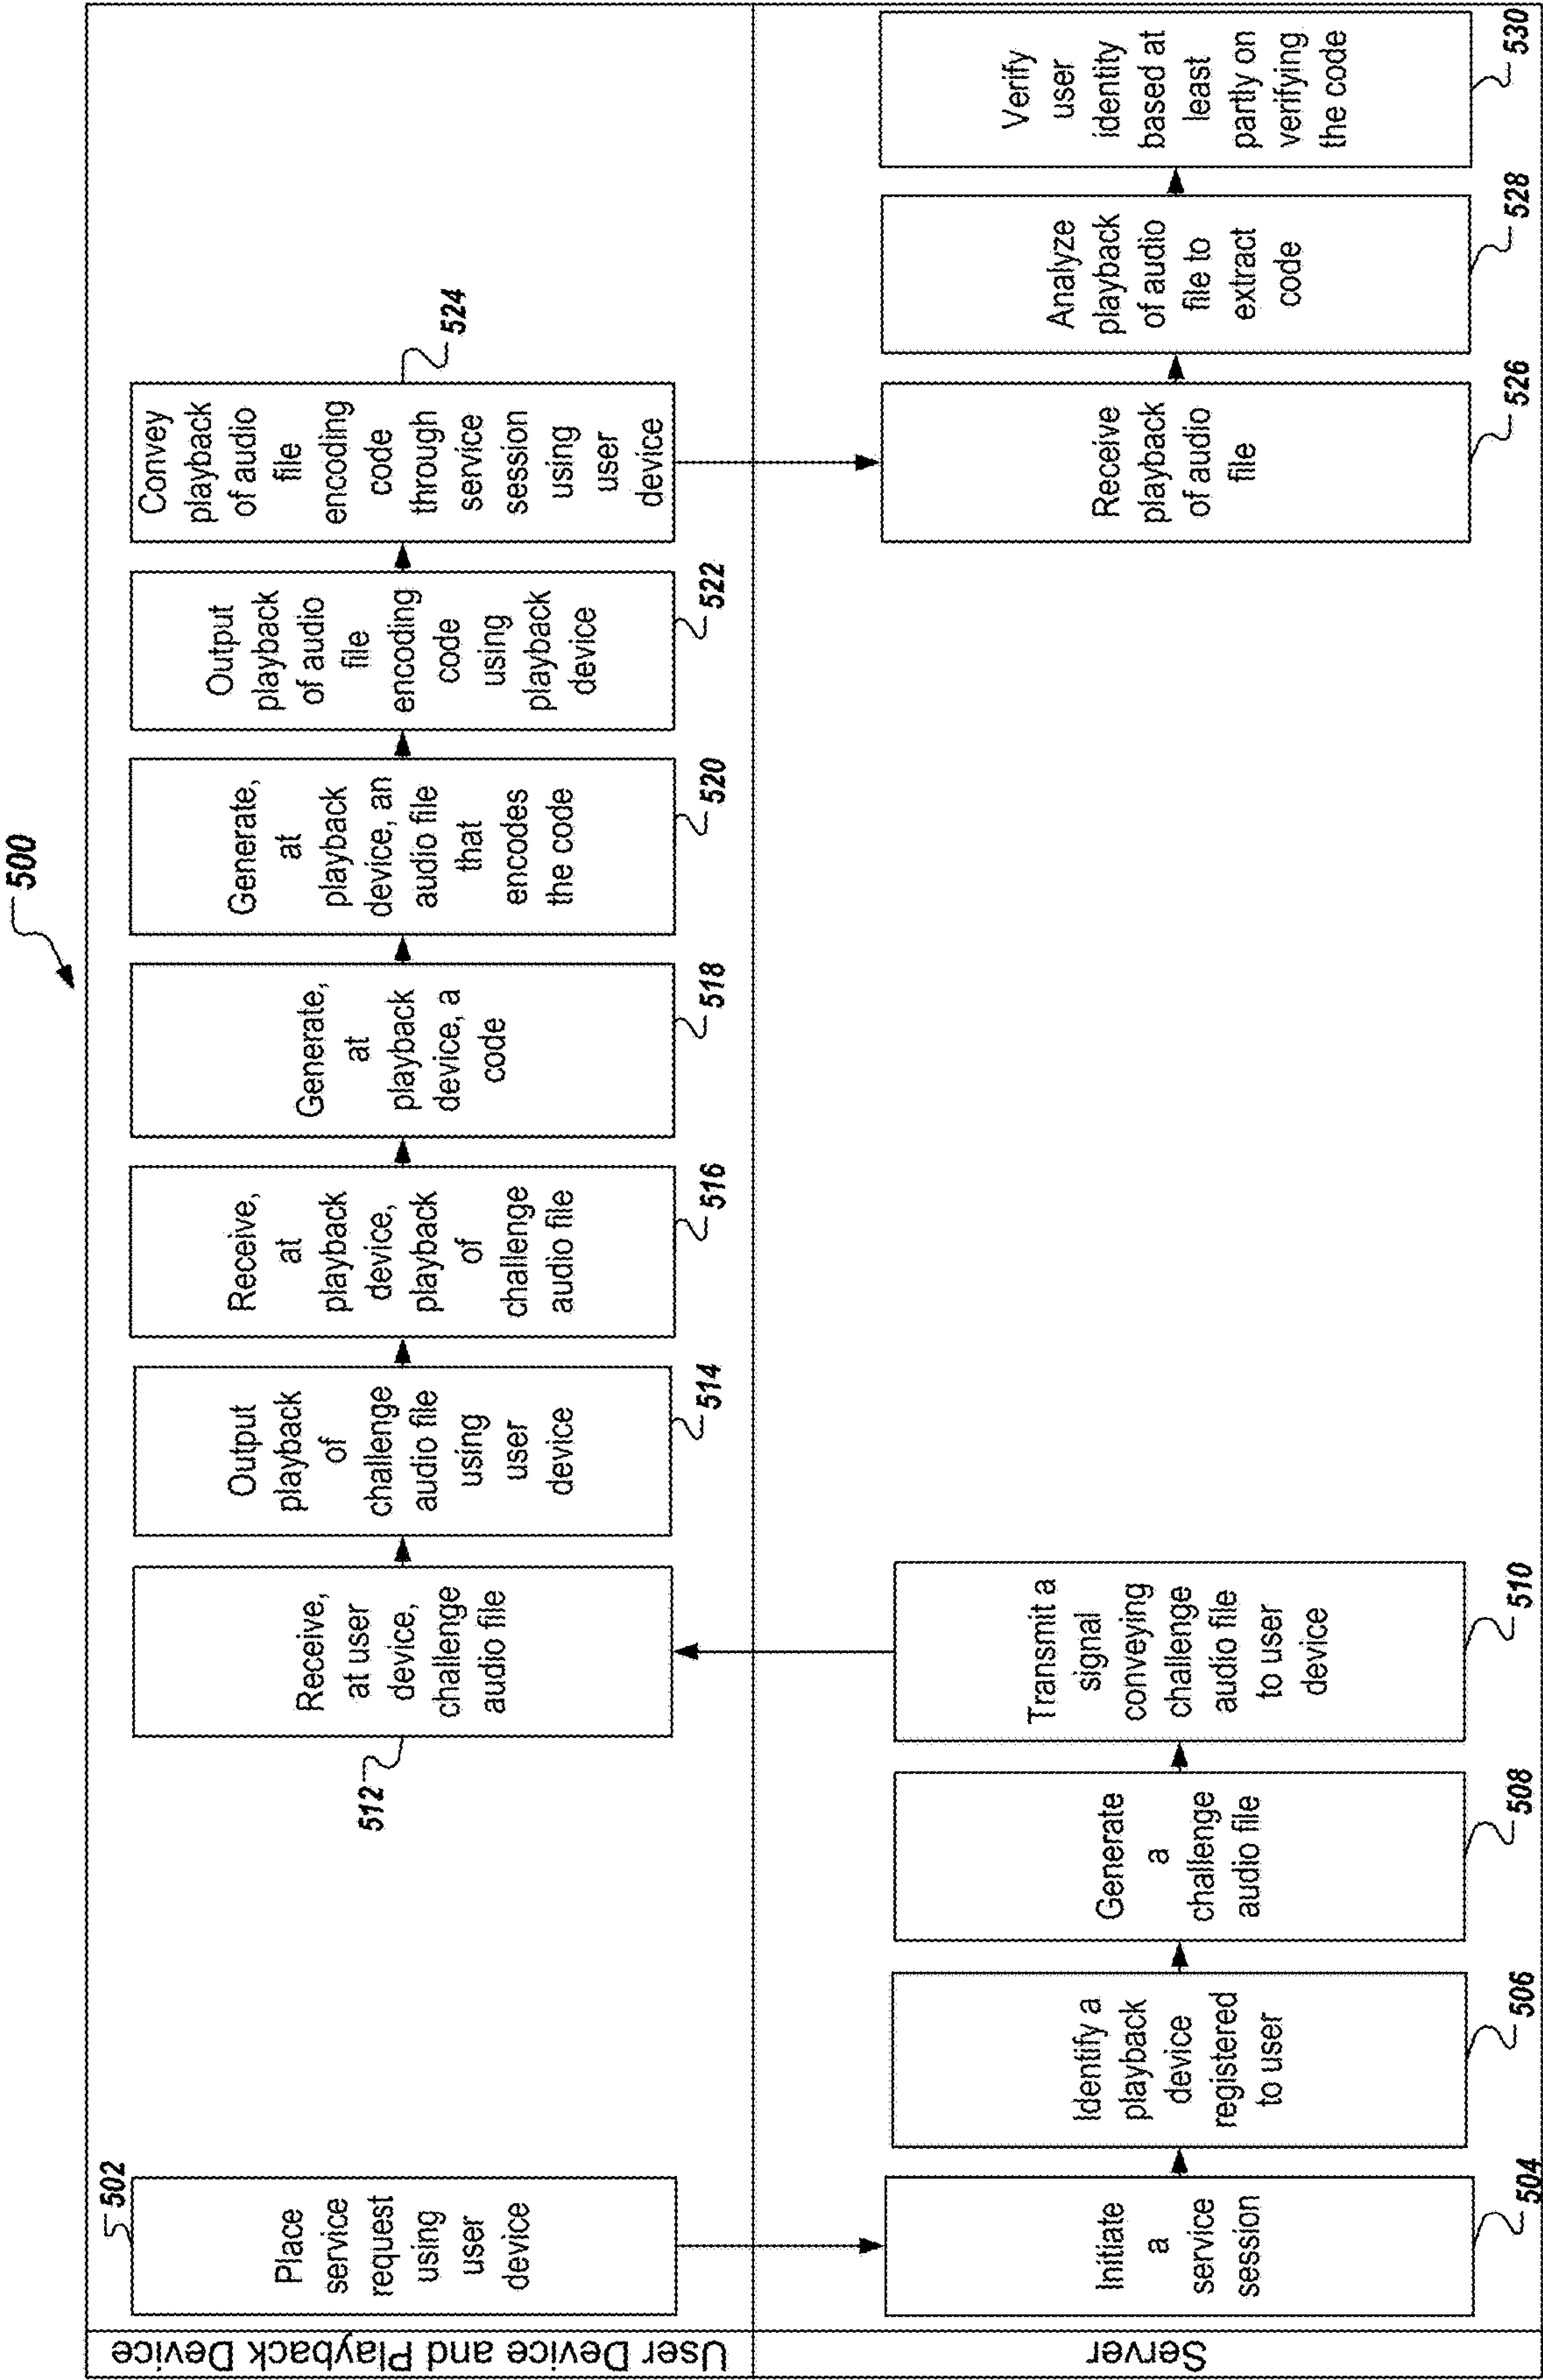 500
User Device and Playback Device
502
Place
service
request
using
user
device
512
Receive,
at user
device,
challenge
audio file
Output
playback
of
challenge
audio file
using
user
device
514
Receive,
at
playback
device,
playback
of
challenge
audio file
516
Generate,
at
playback
device, a
code
518
Generate,
at
playback
device, an
audio file
that
encodes
the code
520
Output
playback
of audio
file
encoding
code
using
playback
device
522
Convey
playback
of audio
file
encoding
code
through
service
session
using
user
device
524
Server
Initiate
a
service
session
504
Identify a
playback
device
registered
to user
506
Generate
a
challenge
audio file
508
Transmit a
signal
conveying
challenge
audio file
to user
device
510
Receive
playback
of audio
file
526
Analyze
playback
of audio
file to
extract
code
528
Verify
user
identity
based at
least
partly on
verifying
the code
530